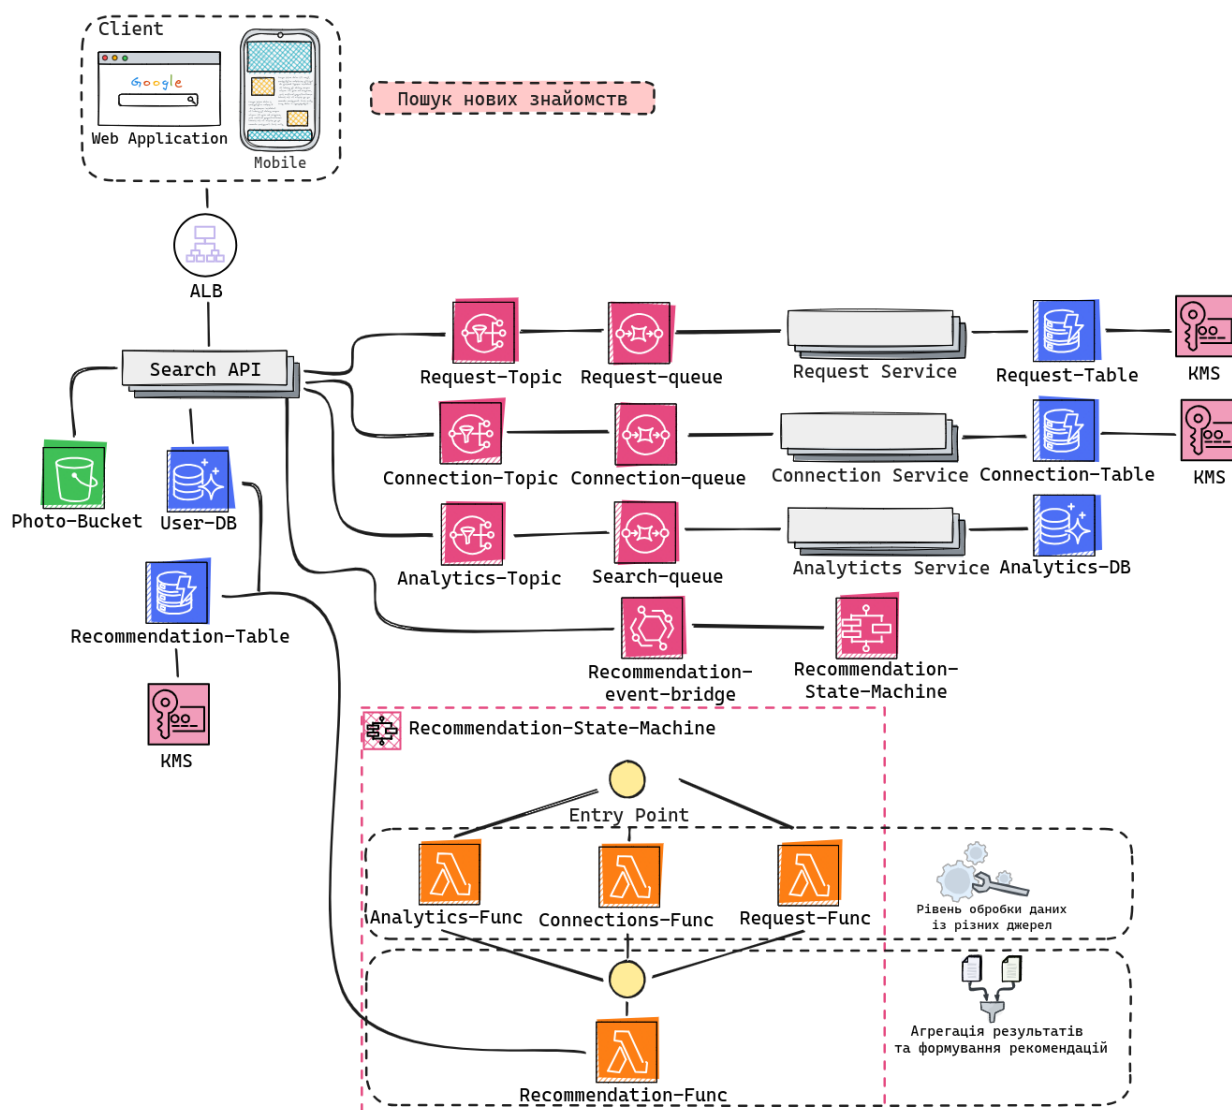 Client
Google
Web Application
Mobile
Пошук нових знайомств
ALB
Search API
Request-Topic
Request-queue
Request Service
Request-Table
KMS
Connection-Topic
Connection-queue
Connection Service
Connection-Table
KMS
Photo-Bucket
User-DB
Analytics-Topic
Search-queue
Analyticts Service
Analytics-DB
Recommendation-Table
Recommendation-
event-bridge
Recommendation-
State-Machine
KMS
Recommendation-State-Machine
Entry Point
Analytics-Func
Connections-Func
Request-Func
Рівень обробки даних
із різних джерел
Агрегація результатів
та формування рекомендацій
Recommendation-Func